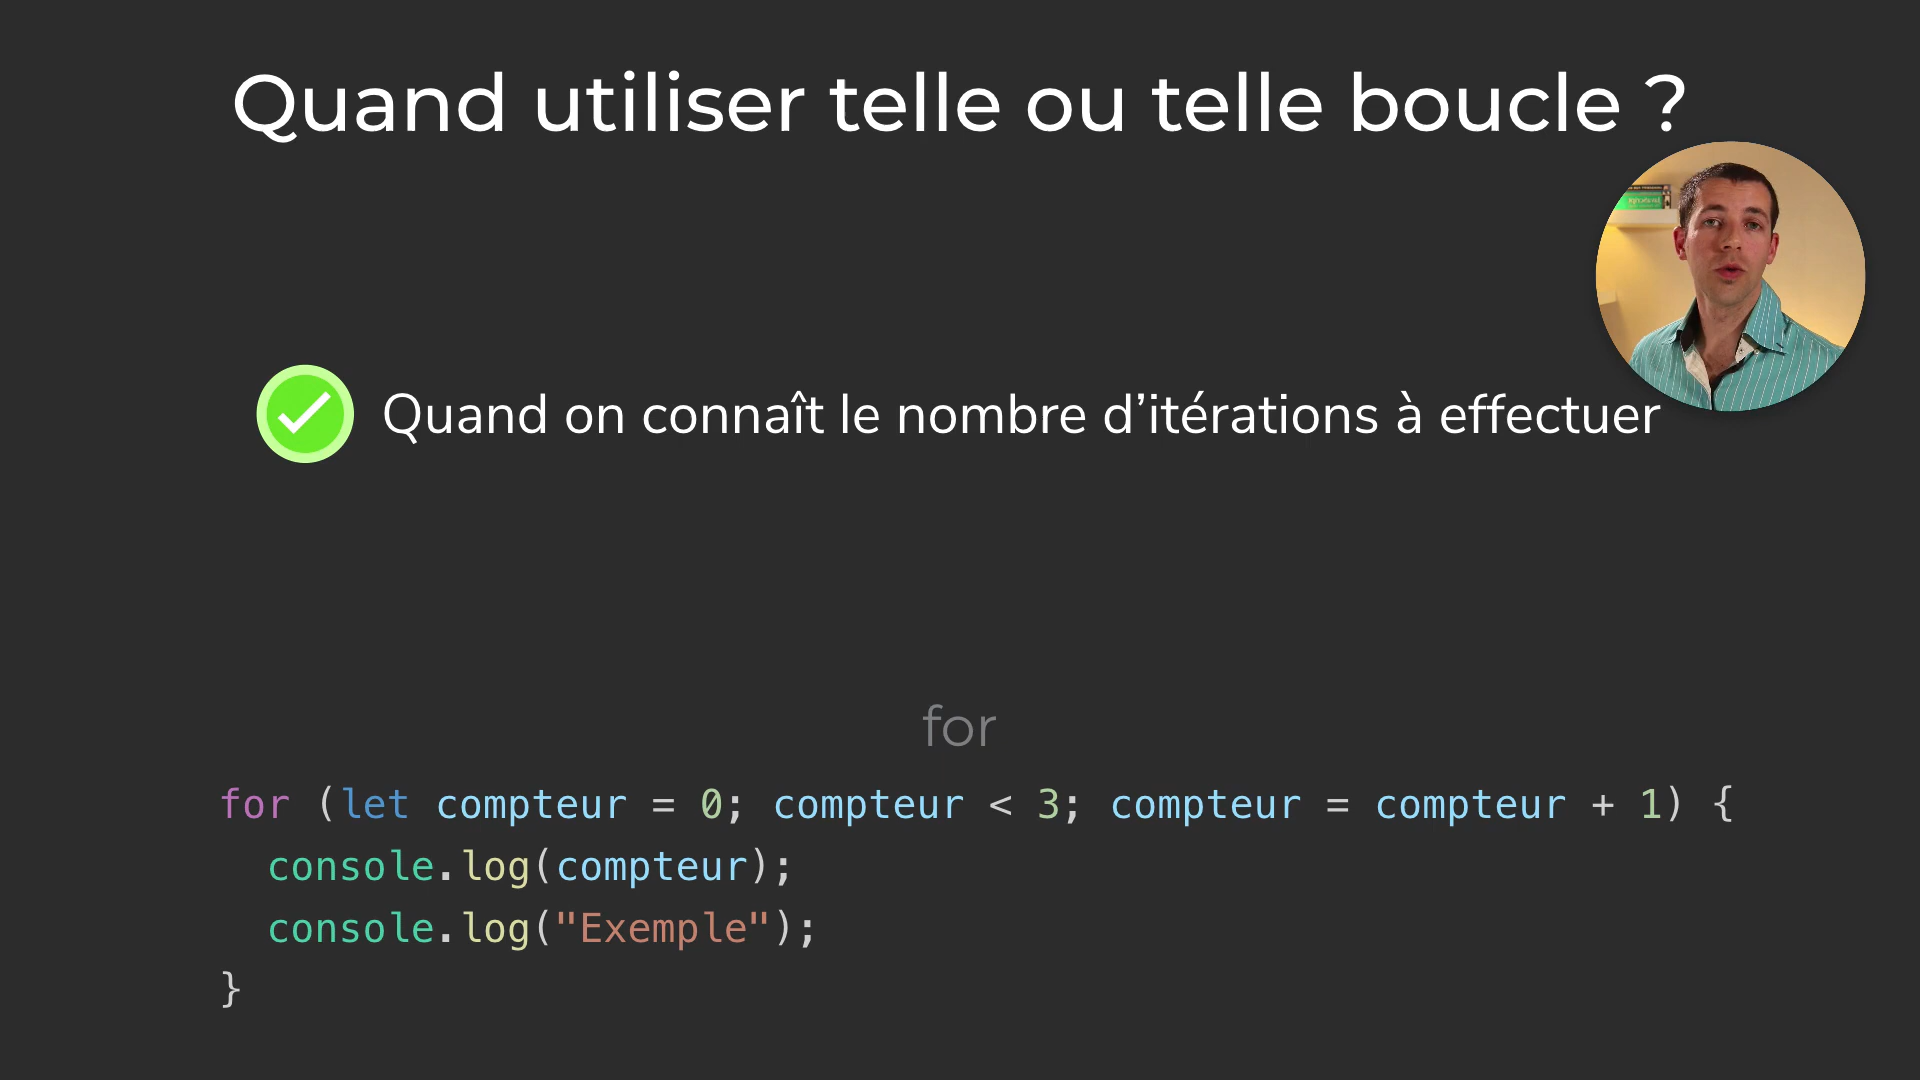 Quand utiliser telle ou telle boucle ?
Quand on connaît le nombre d’itérations à effectuer
for
for (let compteur = 0; compteur < 3; compteur = compteur + 1) {
  console.log(compteur);
  console.log("Exemple");
}